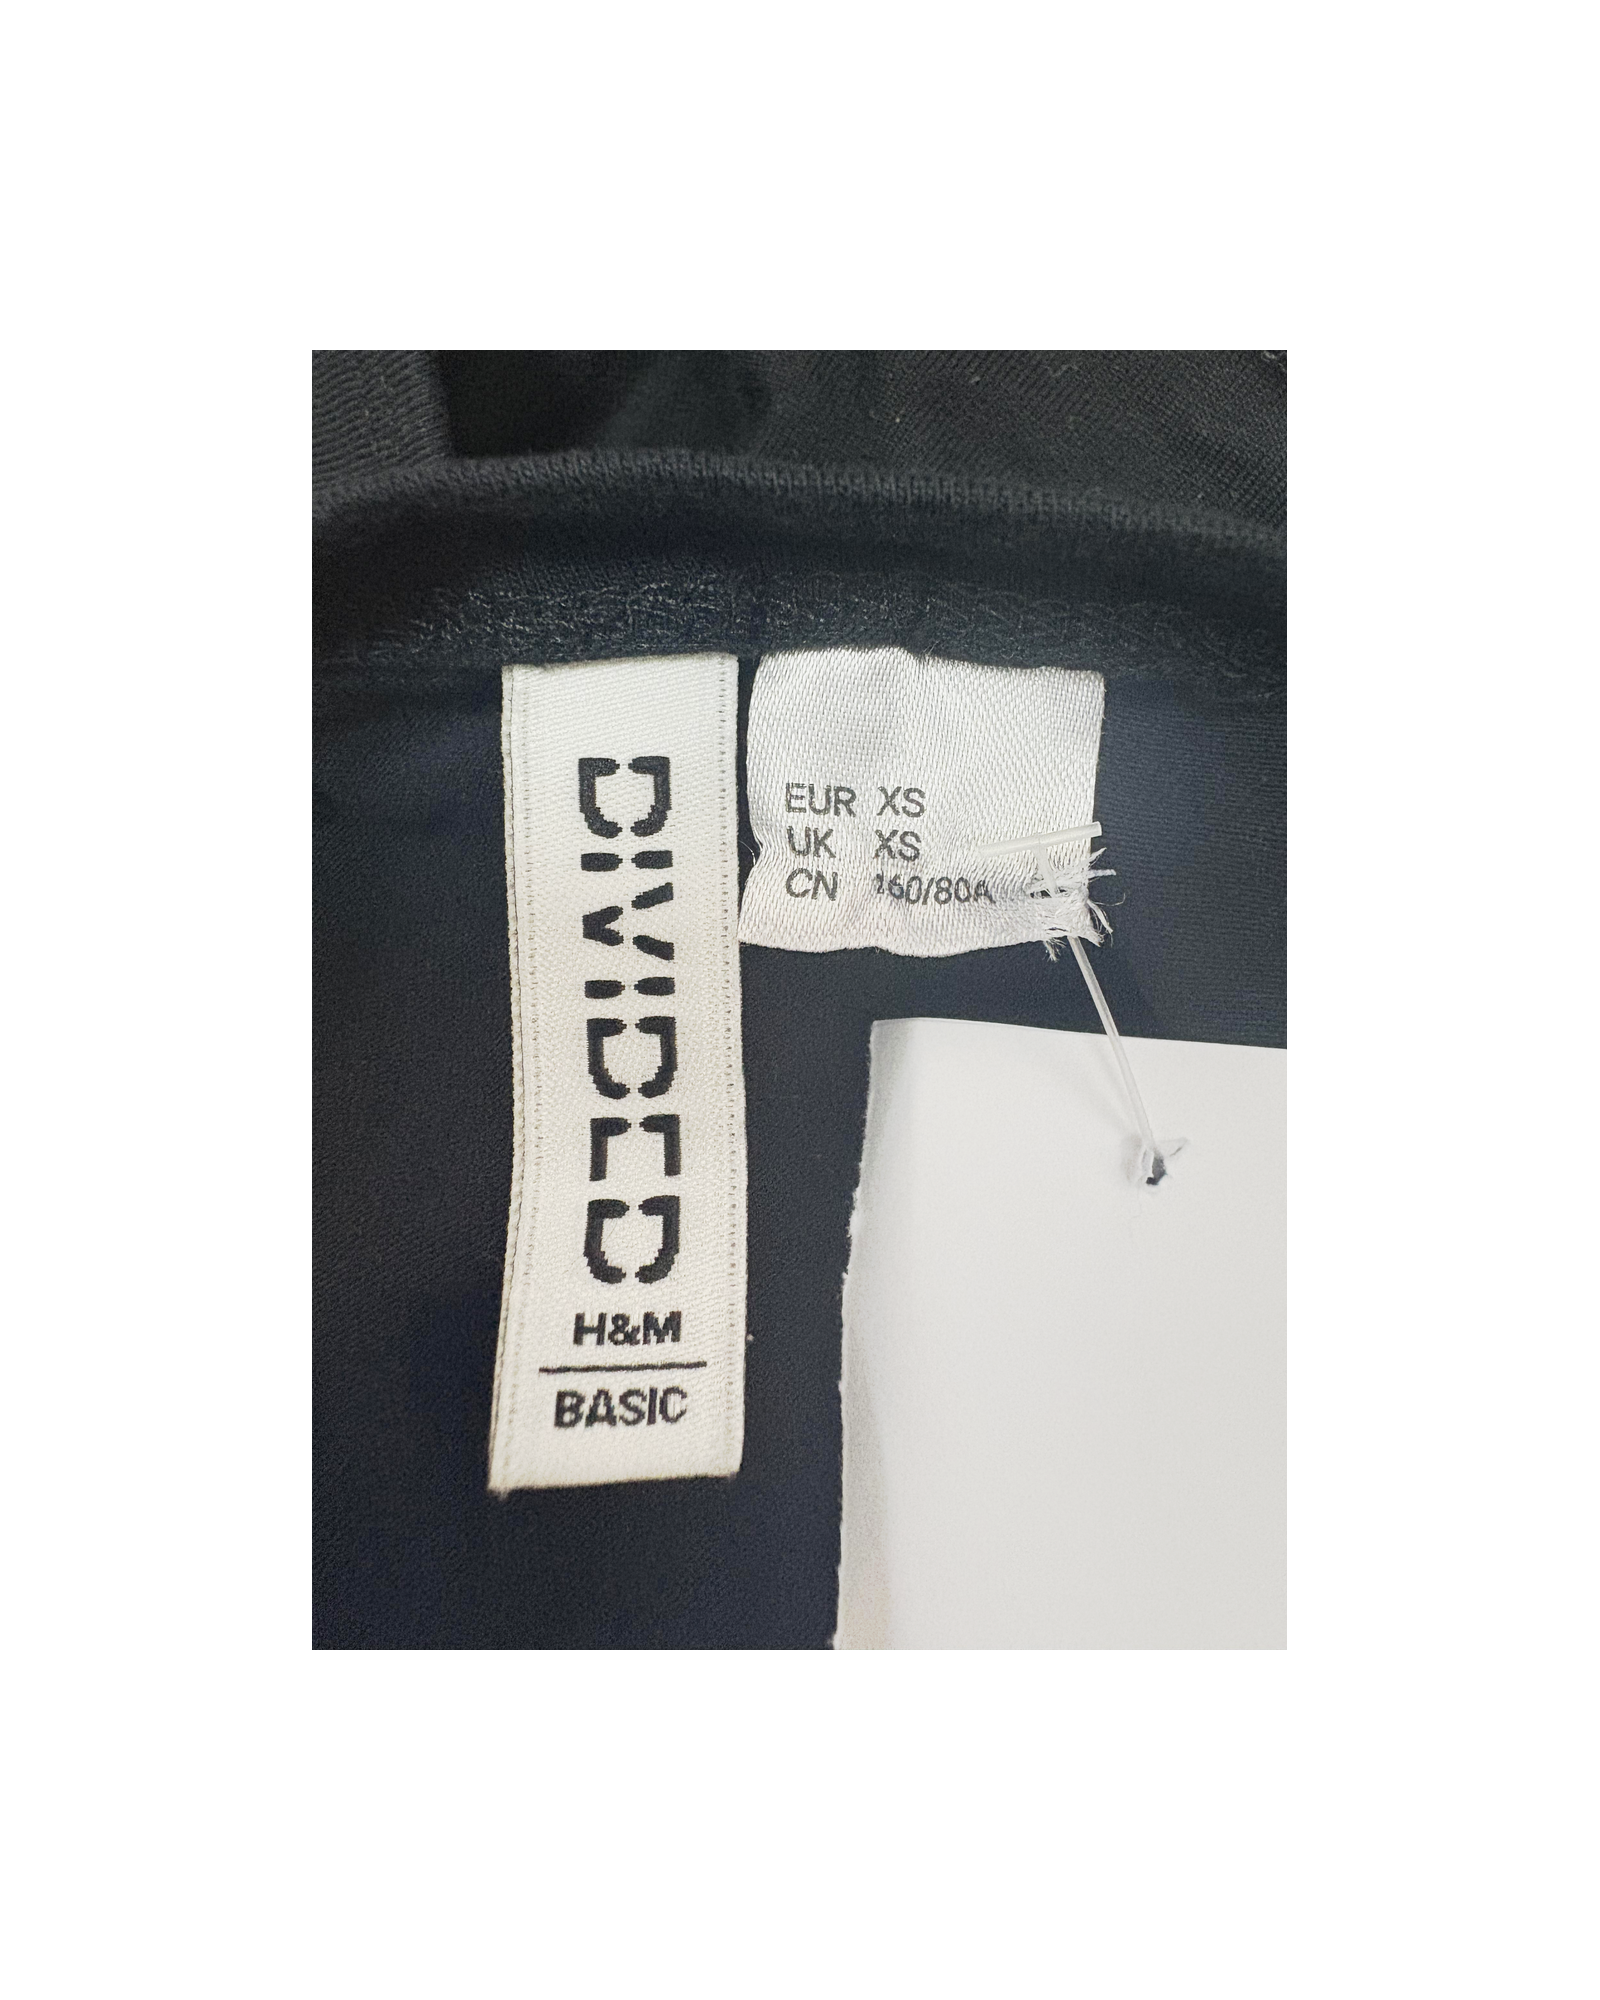 DIVIDED
H&M
BASIC
EUR XS
UK XS
CN 160/80A